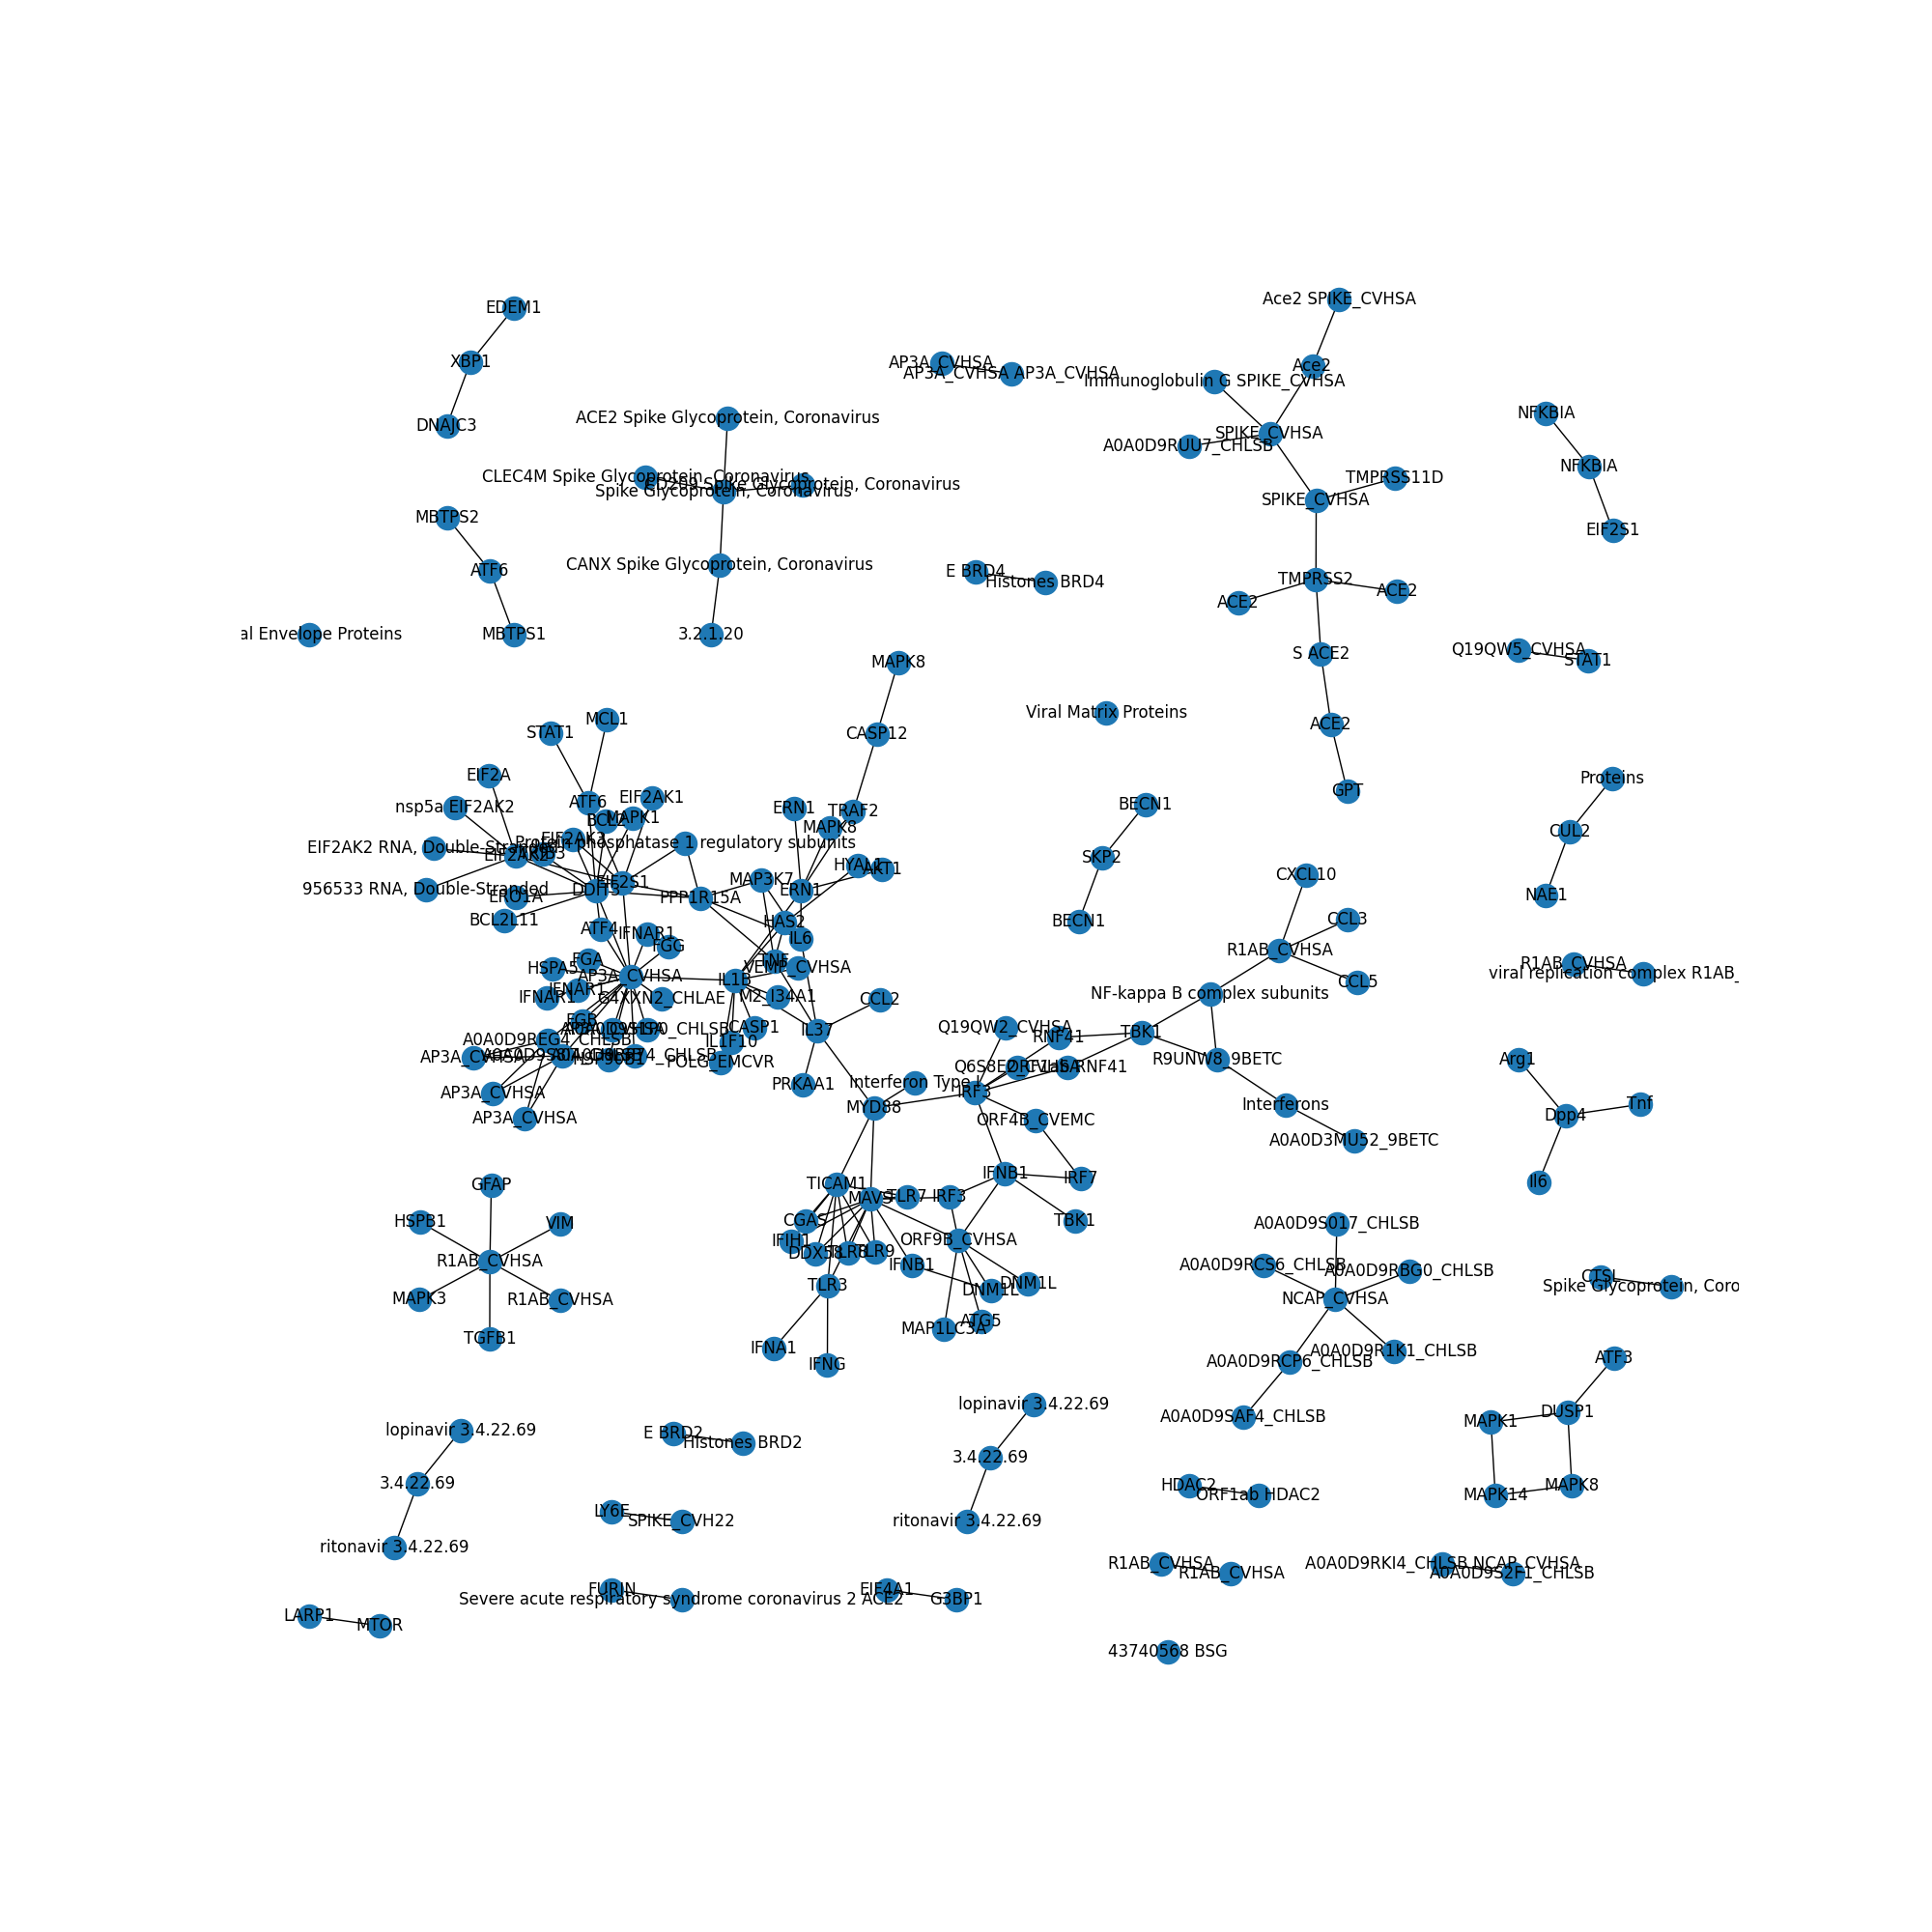 Ace2 SPIKE_CVHSA
EDEM1
XBP1
AP3A_CVHSA
Ace2
AP3A_CVHSA AP3A_CVHSA
Immunoglobulin G SPIKE_CVHSA
NFKBIA
ACE2 Spike Glycoprotein, Coronavirus
DNAJC3
SPIKE_CVHSA
A0A0D9RUU7_CHLSB
NFKBIA
CLEC4M Spike Glycoprotein, Coronavirus
TMPRSS11D
CD209 Spike Glycoprotein, Coronavirus
Spike Glycoprotein, Coronavirus
SPIKE_CVHSA
MBTPS2
EIF2S1
CANX Spike Glycoprotein, Coronavirus
ATF6
E BRD4
Histones BRD4
TMPRSS2
ACE2
ACE2
al Envelope Proteins
MBTPS1
3.2.1.20
Q19QW5_CVHSA
S ACE2
STAT1
MAPK8
Viral Matrix Proteins
MCL1
ACE2
STAT1
CASP12
EIF2A
Proteins
GPT
EIF2AK1
ATF6
nsp5a EIF2AK2
ERN1
BECN1
TRAF2
BCL2
MAPK1
MAPK8
CUL2
EIF2AK3
Protein phosphatase 1 regulatory subunits
EIF2AK2 RNA, Double-Stranded
EIF2AK2
SKP2
HYAL1
AKT1
CXCL10
MAP3K7
EIF2S1
956533 RNA, Double-Stranded
DDIT3
ERN1
ERO1A
PPP1R15A
NAE1
BCL2L11
CCL3
HAS2
BECN1
ATF4
IFNAR1
IL6
FGG
R1AB_CVHSA
FGA
TNF
HSPA5
VEMP_CVHSA
R1AB_CVHSA
viral replication complex R1AB_
AP3A_CVHSA
IL1B
CCL5
IFNAR1
IFNAR1
G4XXN2_CHLAE
M2_I34A1
NF-kappa B complex subunits
CCL2
FGB
CASP1
Q19QW2_CVHSA
IL37
TBK1
RNF41
A0A0D9REG4_CHLSB
IL1F10
AP3A_CVHSA
POLG_EMCVR
Q6S8E2_CVHSA
ORF1ab RNF41
R9UNW8_9BETC
Arg1
PRKAA1
Interferon Type I
IRF3
AP3A_CVHSA
MYD88
Interferons
Tnf
AP3A_CVHSA
ORF4B_CVEMC
Dpp4
A0A0D3MU52_9BETC
IFNB1
IRF7
GFAP
TICAM1
Il6
MAVS
TLR7
IRF3
HSPB1
VIM
CGAS
TBK1
A0A0D9S017_CHLSB
IFIH1
ORF9B_CVHSA
DDX58
TLR8
TLR9
R1AB_CVHSA
IFNB1
A0A0D9RCS6_CHLSB
A0A0D9RBG0_CHLSB
CTSL
TLR3
DNM1L
DNM1L
Spike Glycoprotein, Coro
MAPK3
R1AB_CVHSA
NCAP_CVHSA
ATG5
MAP1LC3A
TGFB1
IFNA1
A0A0D9R1K1_CHLSB
A0A0D9RCP6_CHLSB
ATF3
IFNG
lopinavir 3.4.22.69
DUSP1
A0A0D9SAF4_CHLSB
MAPK1
lopinavir 3.4.22.69
E BRD2
Histones BRD2
3.4.22.69
3.4.22.69
HDAC2
ORF1ab HDAC2
MAPK14
MAPK8
LY6E
SPIKE_CVH22
ritonavir 3.4.22.69
ritonavir 3.4.22.69
R1AB_CVHSA
R1AB_CVHSA
A0A0D9RKI4_CHLSB NCAP_CVHSA
A0A0D9S2F1_CHLSB
FURIN
Severe acute respiratory syndrome coronavirus 2 ACE2
EIF4A1
G3BP1
LARP1
MTOR
43740568 BSG